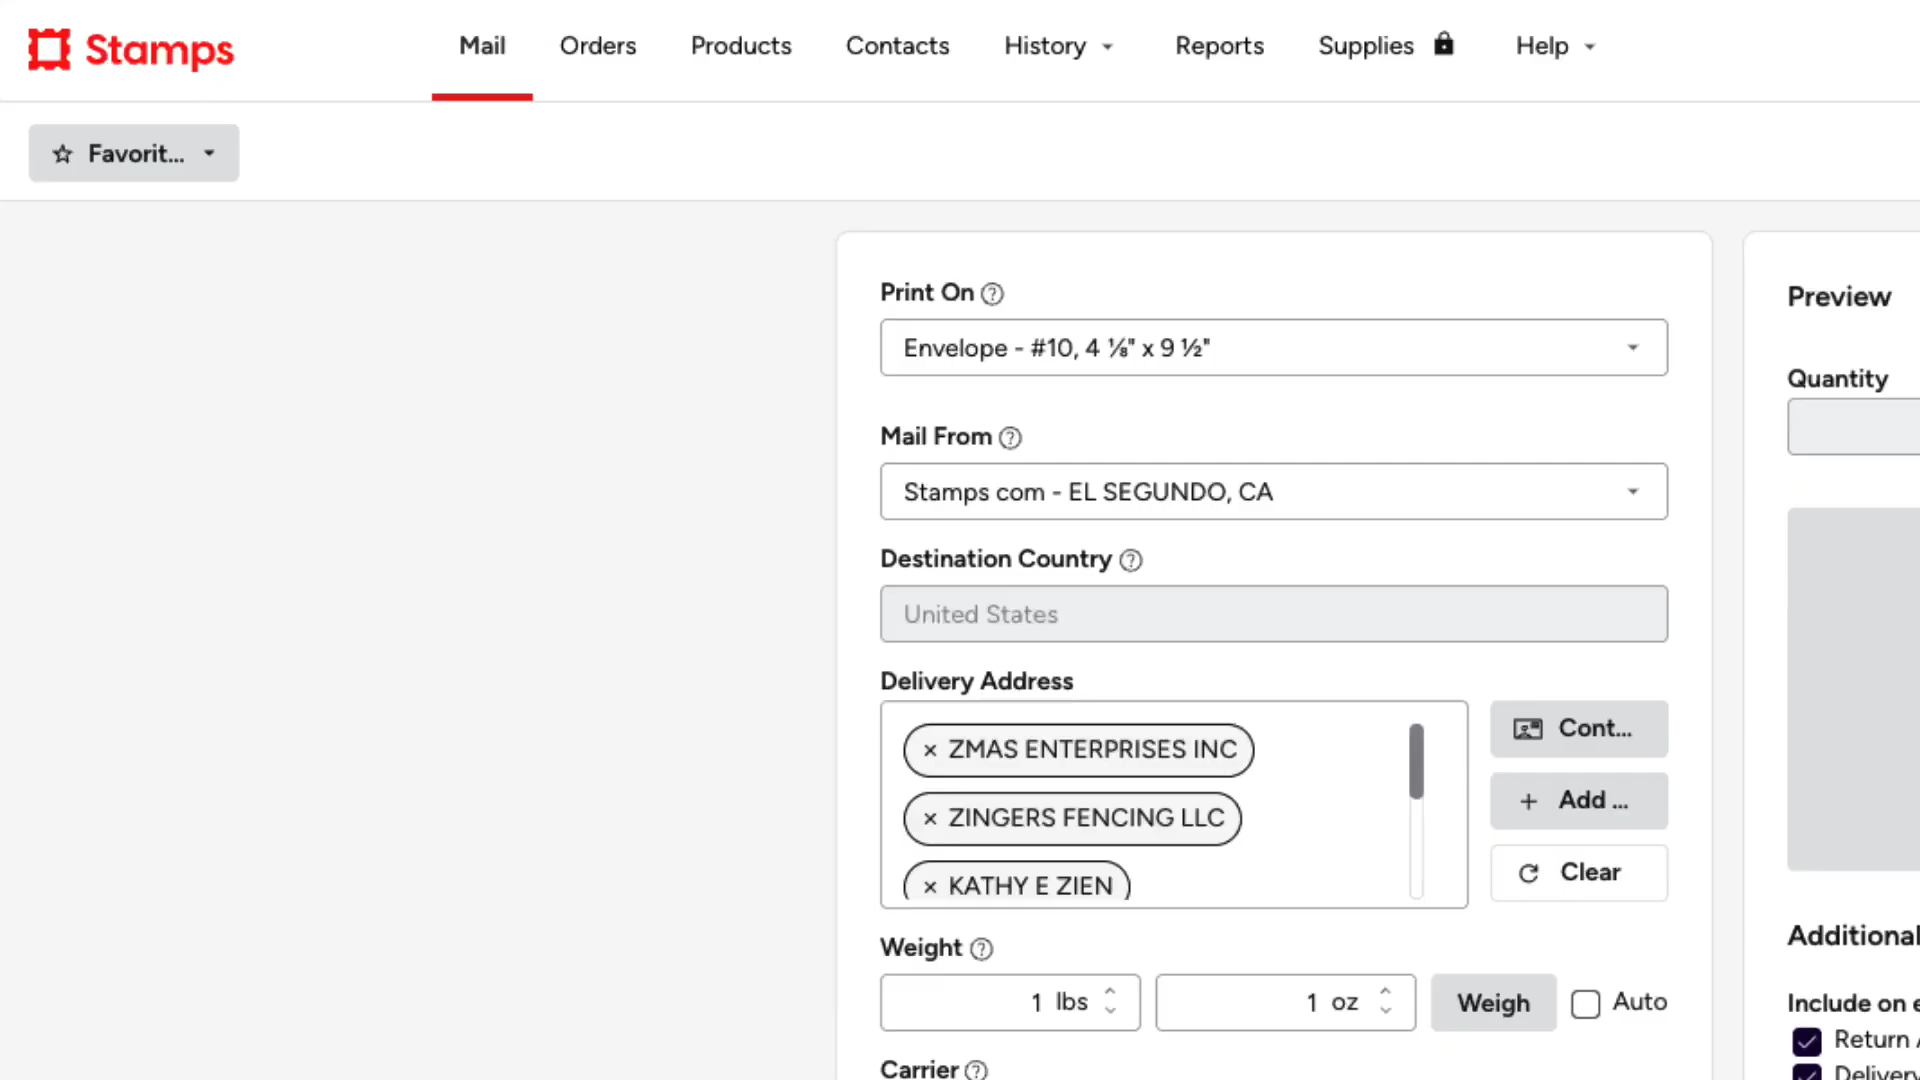 Stamps
Mail Orders Products Contacts History Reports Supplies Help
Favorit...
Print On
Envelope - #10, 4 ⅛" x 9 ½"
Mail From
Stamps com - EL SEGUNDO, CA
Destination Country
United States
Delivery Address
× ZMAS ENTERPRISES INC
× ZINGERS FENCING LLC
× KATHY E ZIEN
Cont...
+ Add ...
Clear
Weight
1 lbs 1 oz Weigh Auto
Carrier
Preview
Quantity
Additional
Include on e
Return A
Delivery